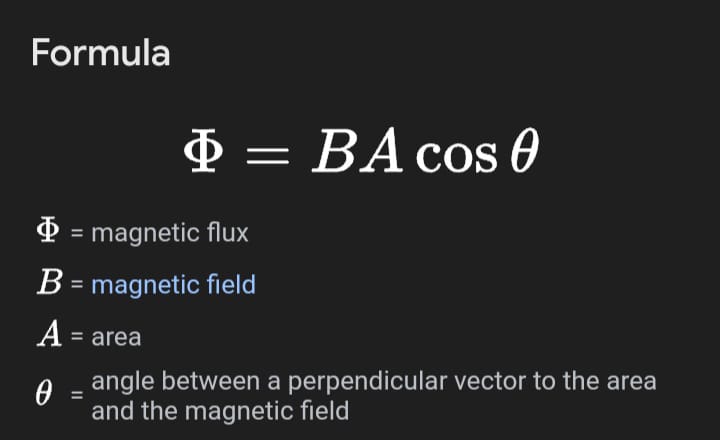 Formula
Φ = BA cos θ
Φ = magnetic flux
B = magnetic field
A = area
θ = angle between a perpendicular vector to the area
and the magnetic field